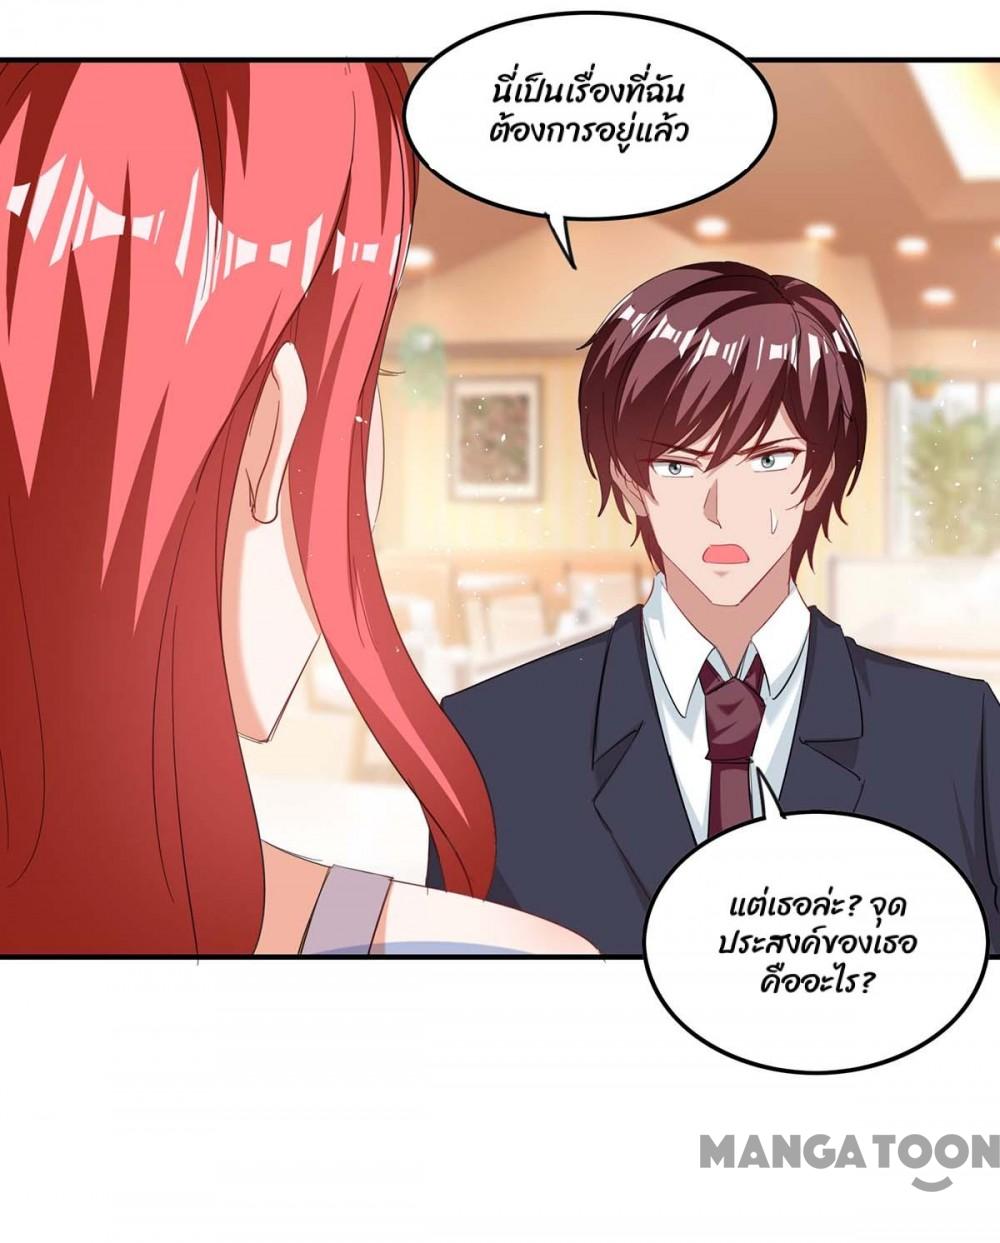 นี่เป็นเรื่องที่ฉัน
ต้องการอยู่แล้ว
แต่เธอล่ะ? จุด
ประสงค์ของเธอ
คืออะไร?
MANGATOON